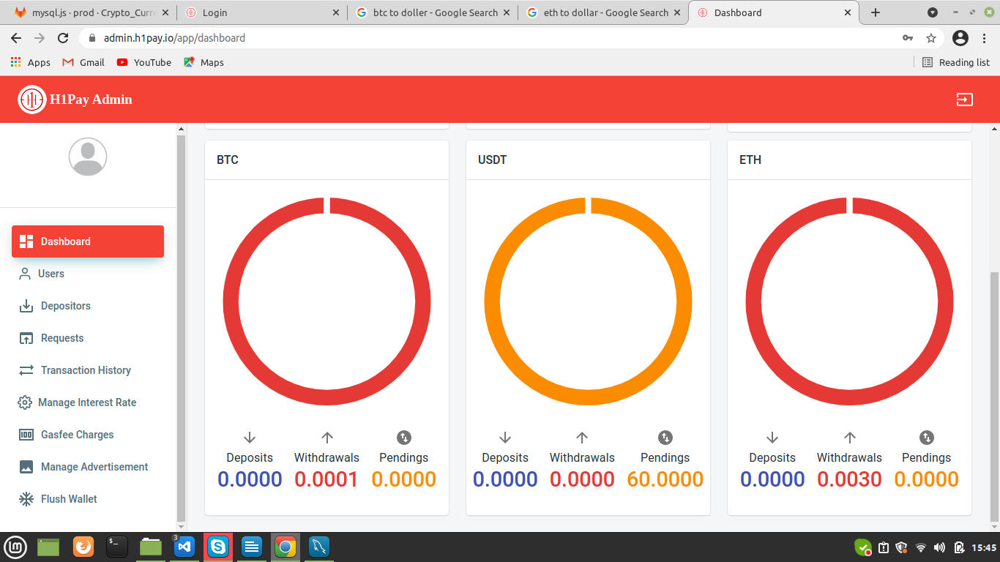 mysql.js · prod · Crypto_Curre
Login
btc to doller - Google Search
eth to dollar - Google Search
Dashboard
admin.h1pay.io/app/dashboard
Apps
Gmail
YouTube
Maps
Reading list
H1Pay Admin
Dashboard
Users
Depositors
Requests
Transaction History
Manage Interest Rate
Gasfee Charges
Manage Advertisement
Flush Wallet
BTC
Deposits Withdrawals Pendings
0.0000 0.0001 0.0000
USDT
Deposits Withdrawals Pendings
0.0000 0.0000 60.0000
ETH
Deposits Withdrawals Pendings
0.0000 0.0030 0.0000
3
15:45